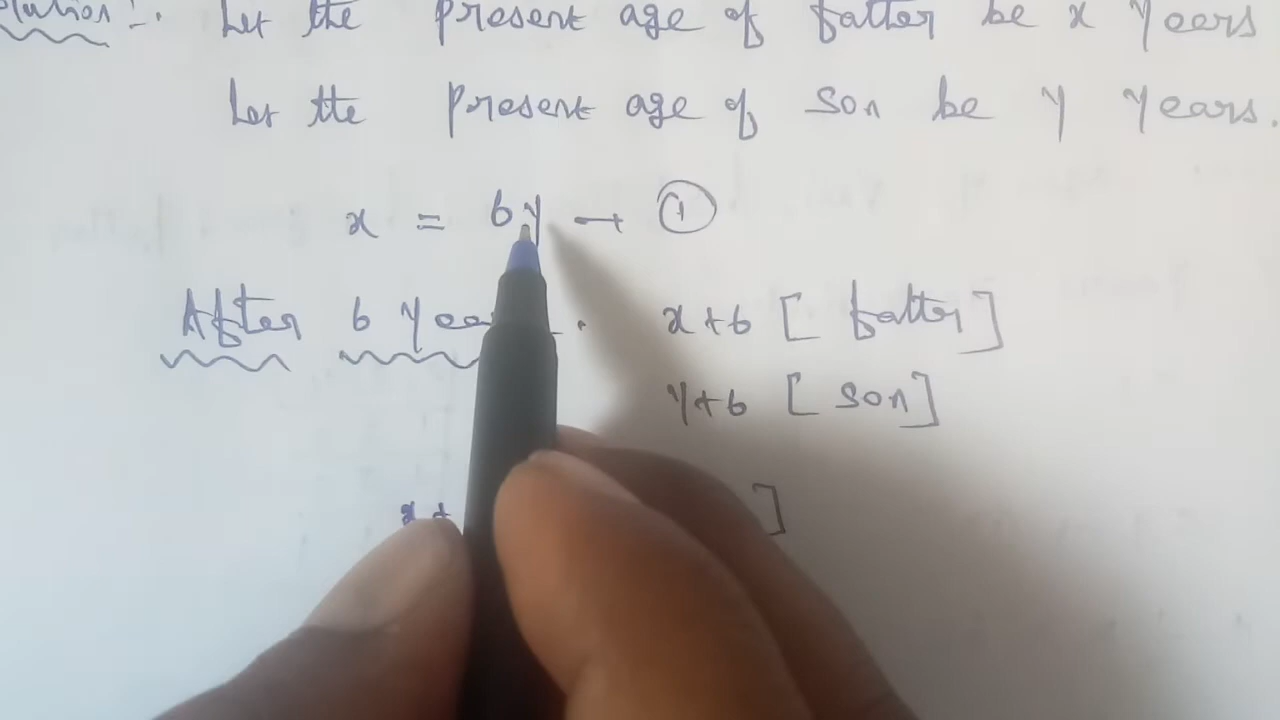 Let the present age of father be x years
Let the present age of son be y years.
x = 6y → ①
After 6 x+6 [father]
y+6 [son]
x+ ]